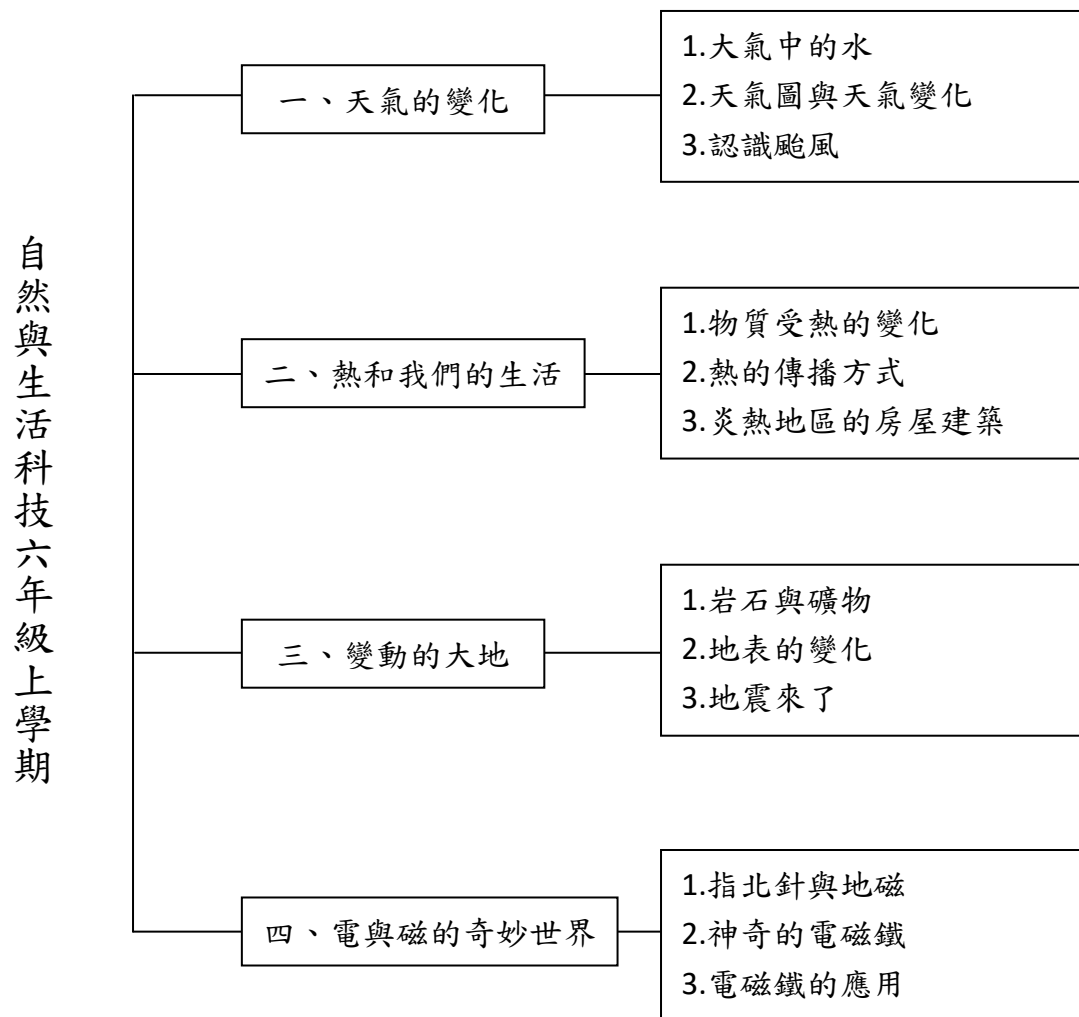 自然與生活科技六年級上學期
一、天氣的變化
1.大氣中的水
2.天氣圖與天氣變化
3.認識颱風
二、熱和我們的生活
1.物質受熱的變化
2.熱的傳播方式
3.炎熱地區的房屋建築
三、變動的大地
1.岩石與礦物
2.地表的變化
3.地震來了
四、電與磁的奇妙世界
1.指北針與地磁
2.神奇的電磁鐵
3.電磁鐵的應用